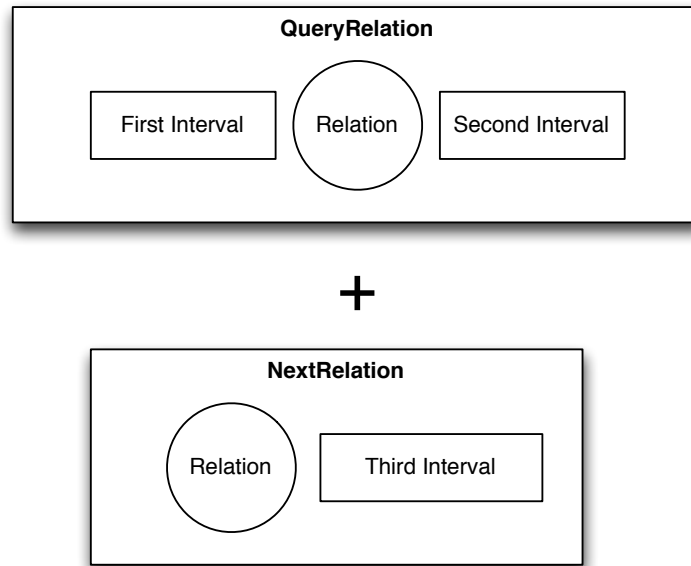 QueryRelation
First Interval
Relation
Second Interval
+
NextRelation
Relation
Third Interval